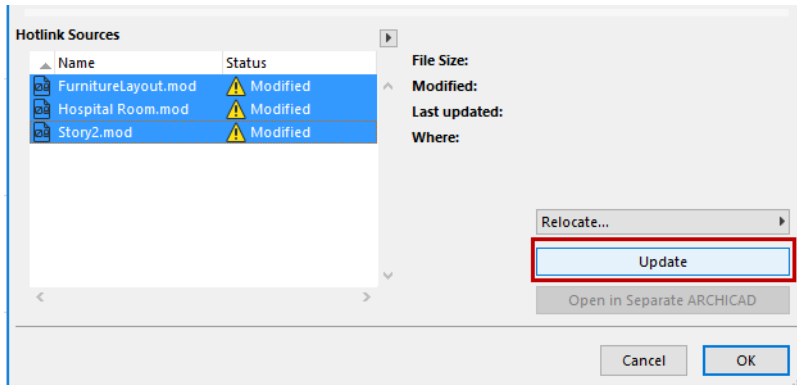 Hotlink Sources
Name Status
FurnitureLayout.mod Modified
Hospital Room.mod Modified
Story2.mod Modified
File Size:
Modified:
Last updated:
Where:
Relocate...
Update
Open in Separate ARCHICAD
Cancel OK